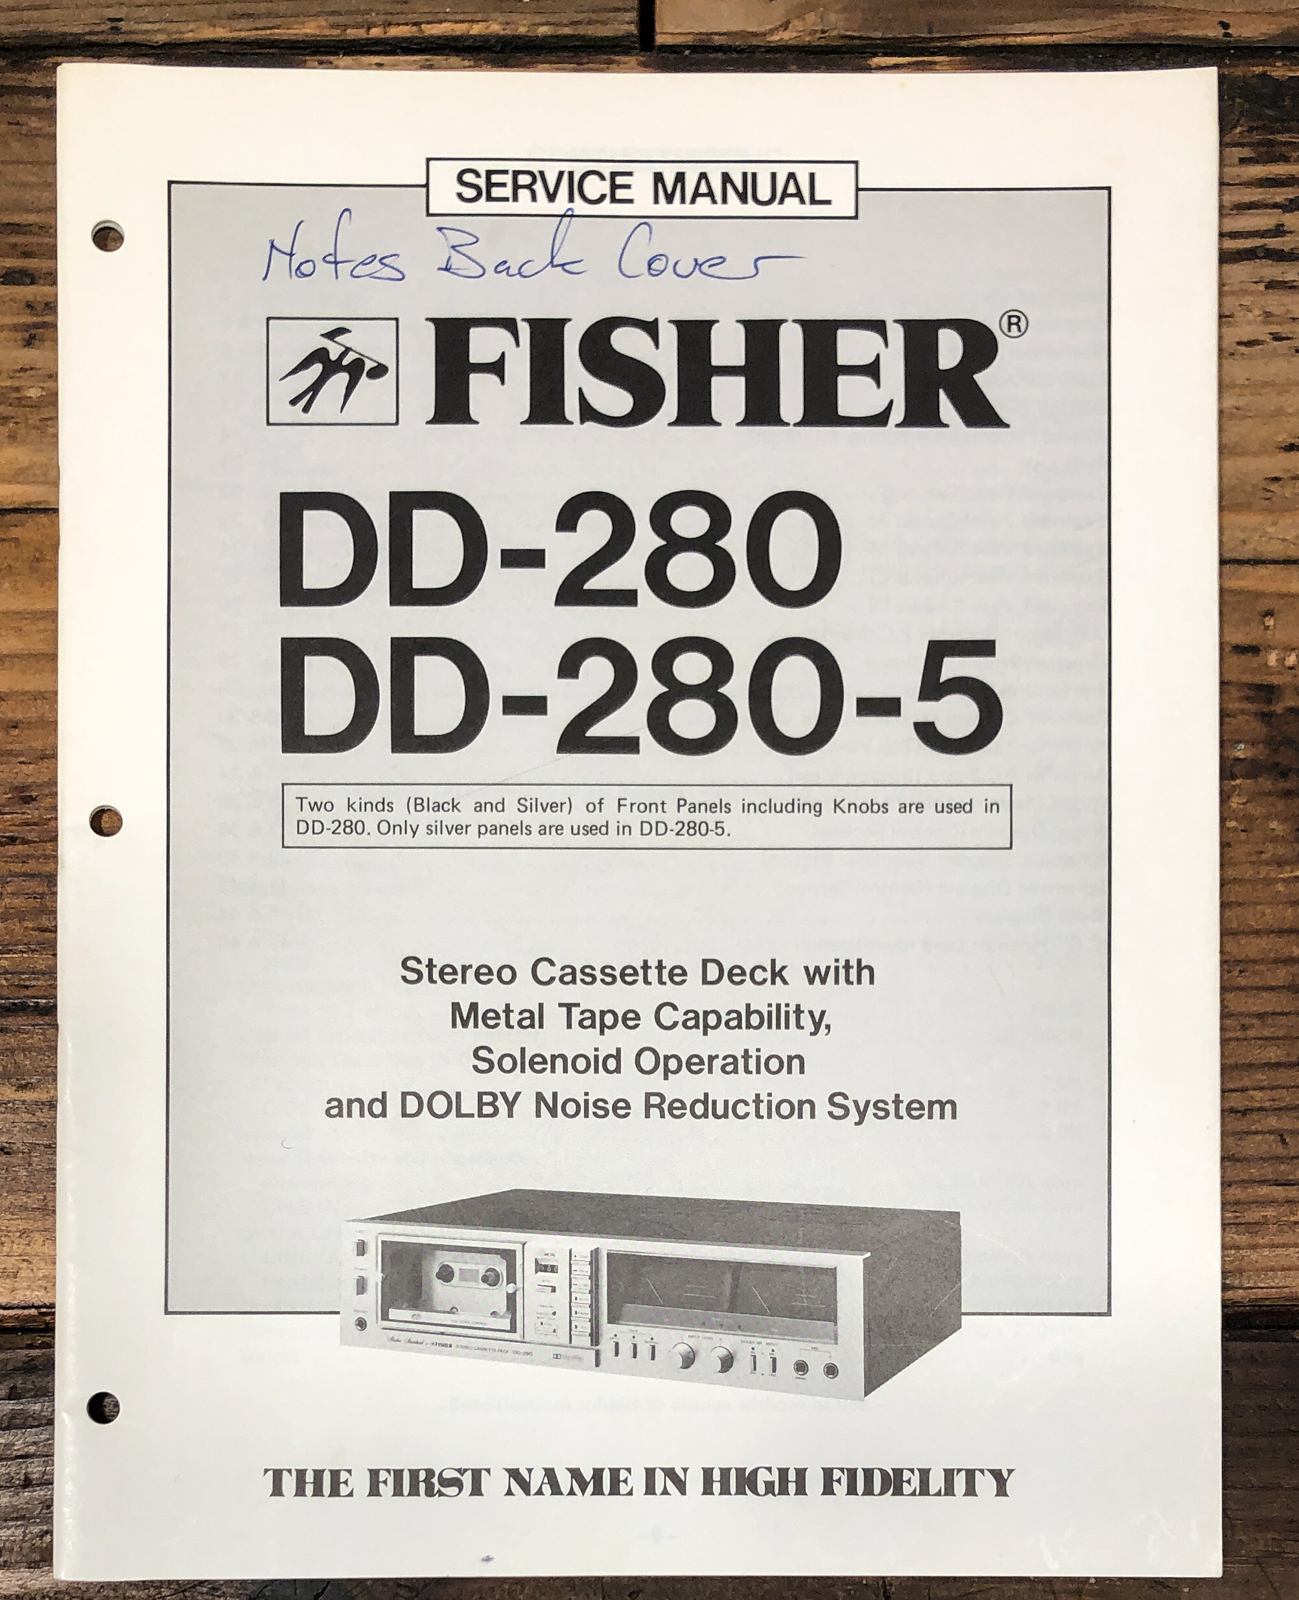 SERVICE MANUAL
Notes Back Cover
FISHER®
DD-280
DD-280-5
Two kinds (Black and Silver) of Front Panels including Knobs are used in
DD-280. Only silver panels are used in DD-280-5.
Stereo Cassette Deck with
Metal Tape Capability,
Solenoid Operation
and DOLBY Noise Reduction System
THE FIRST NAME IN HIGH FIDELITY